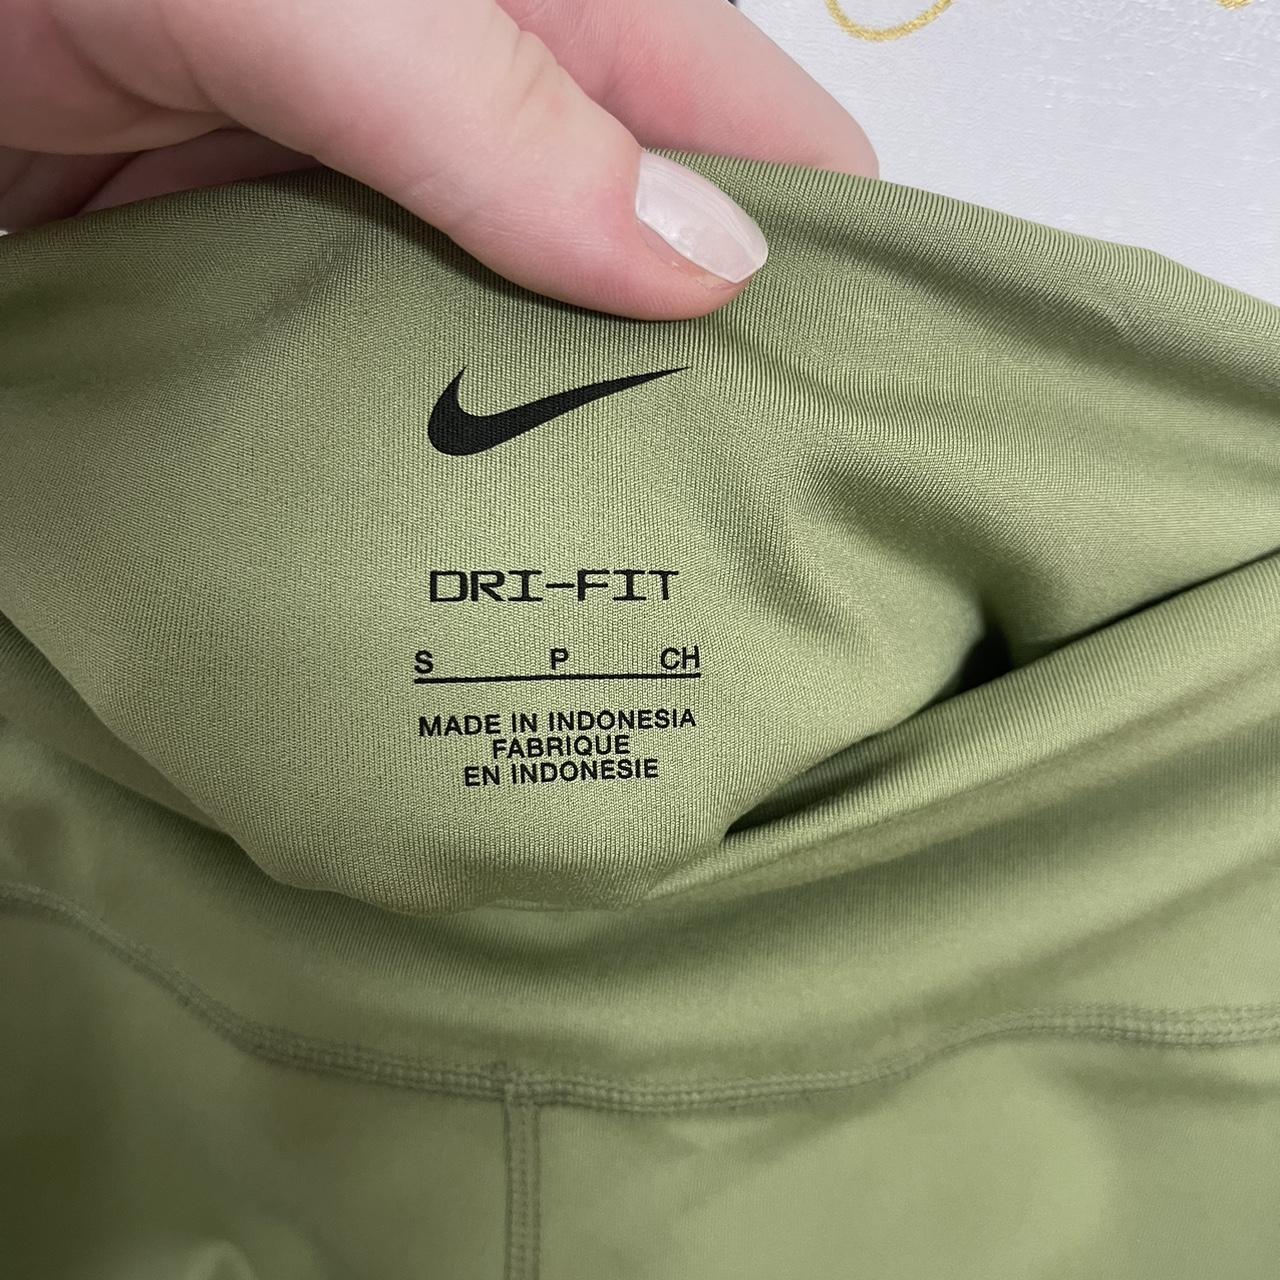 DRI-FIT
S P CH
MADE IN INDONESIA
FABRIQUE
EN INDONESIE